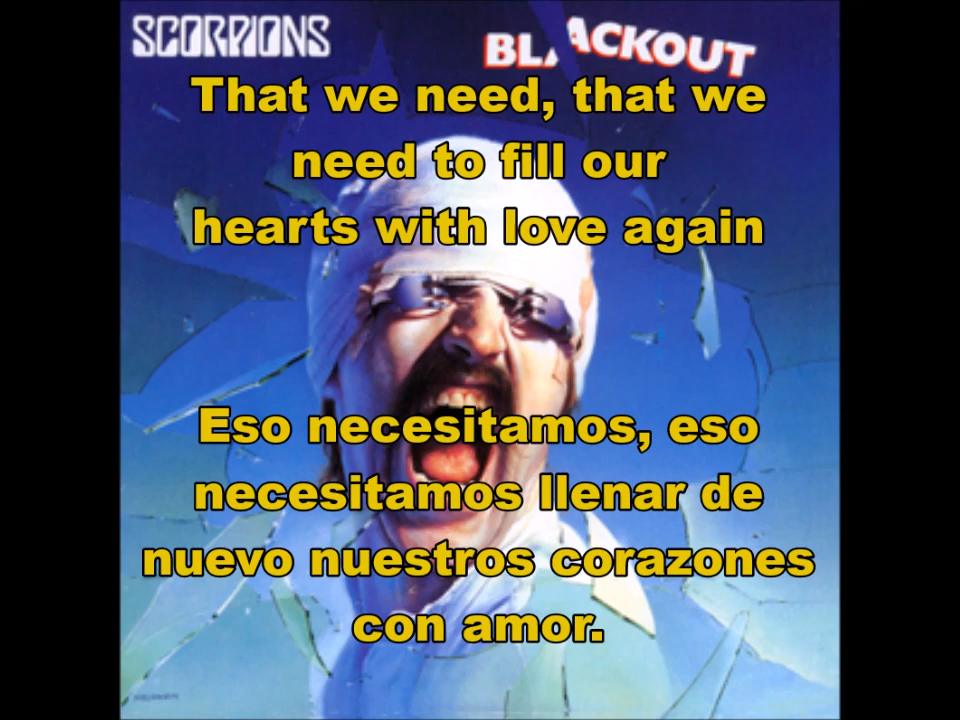 SCORPIONS
BLACKOUT
That we need, that we
need to fill our
hearts with love again
Eso necesitamos, eso
necesitamos llenar de
nuevo nuestros corazones
con amor.